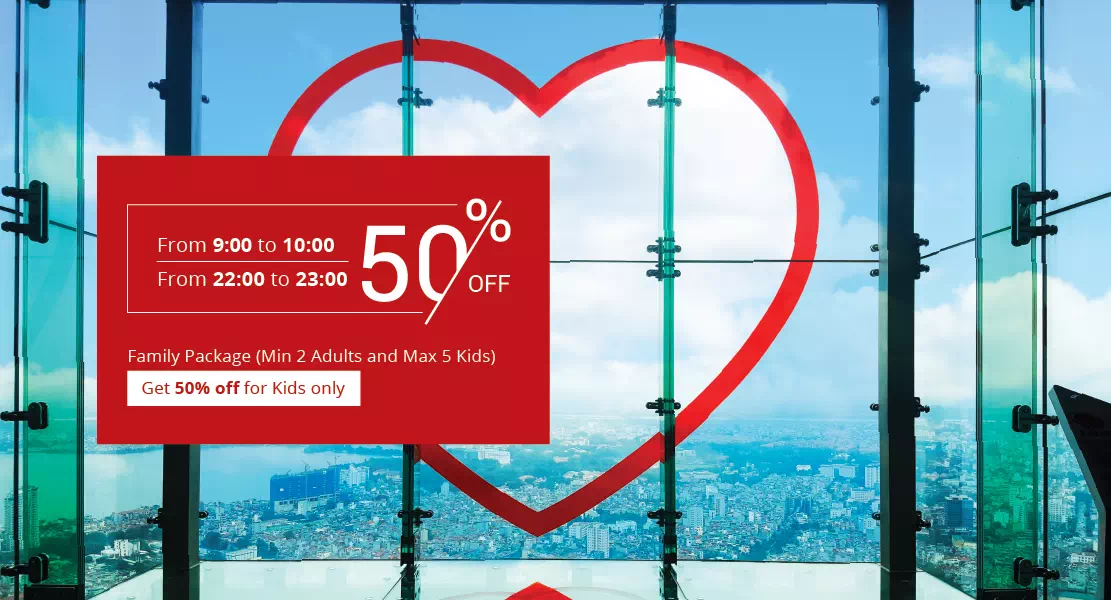 From 9:00 to 10:00
From 22:00 to 23:00
50%
OFF
Family Package (Min 2 Adults and Max 5 Kids)
Get 50% off for Kids only